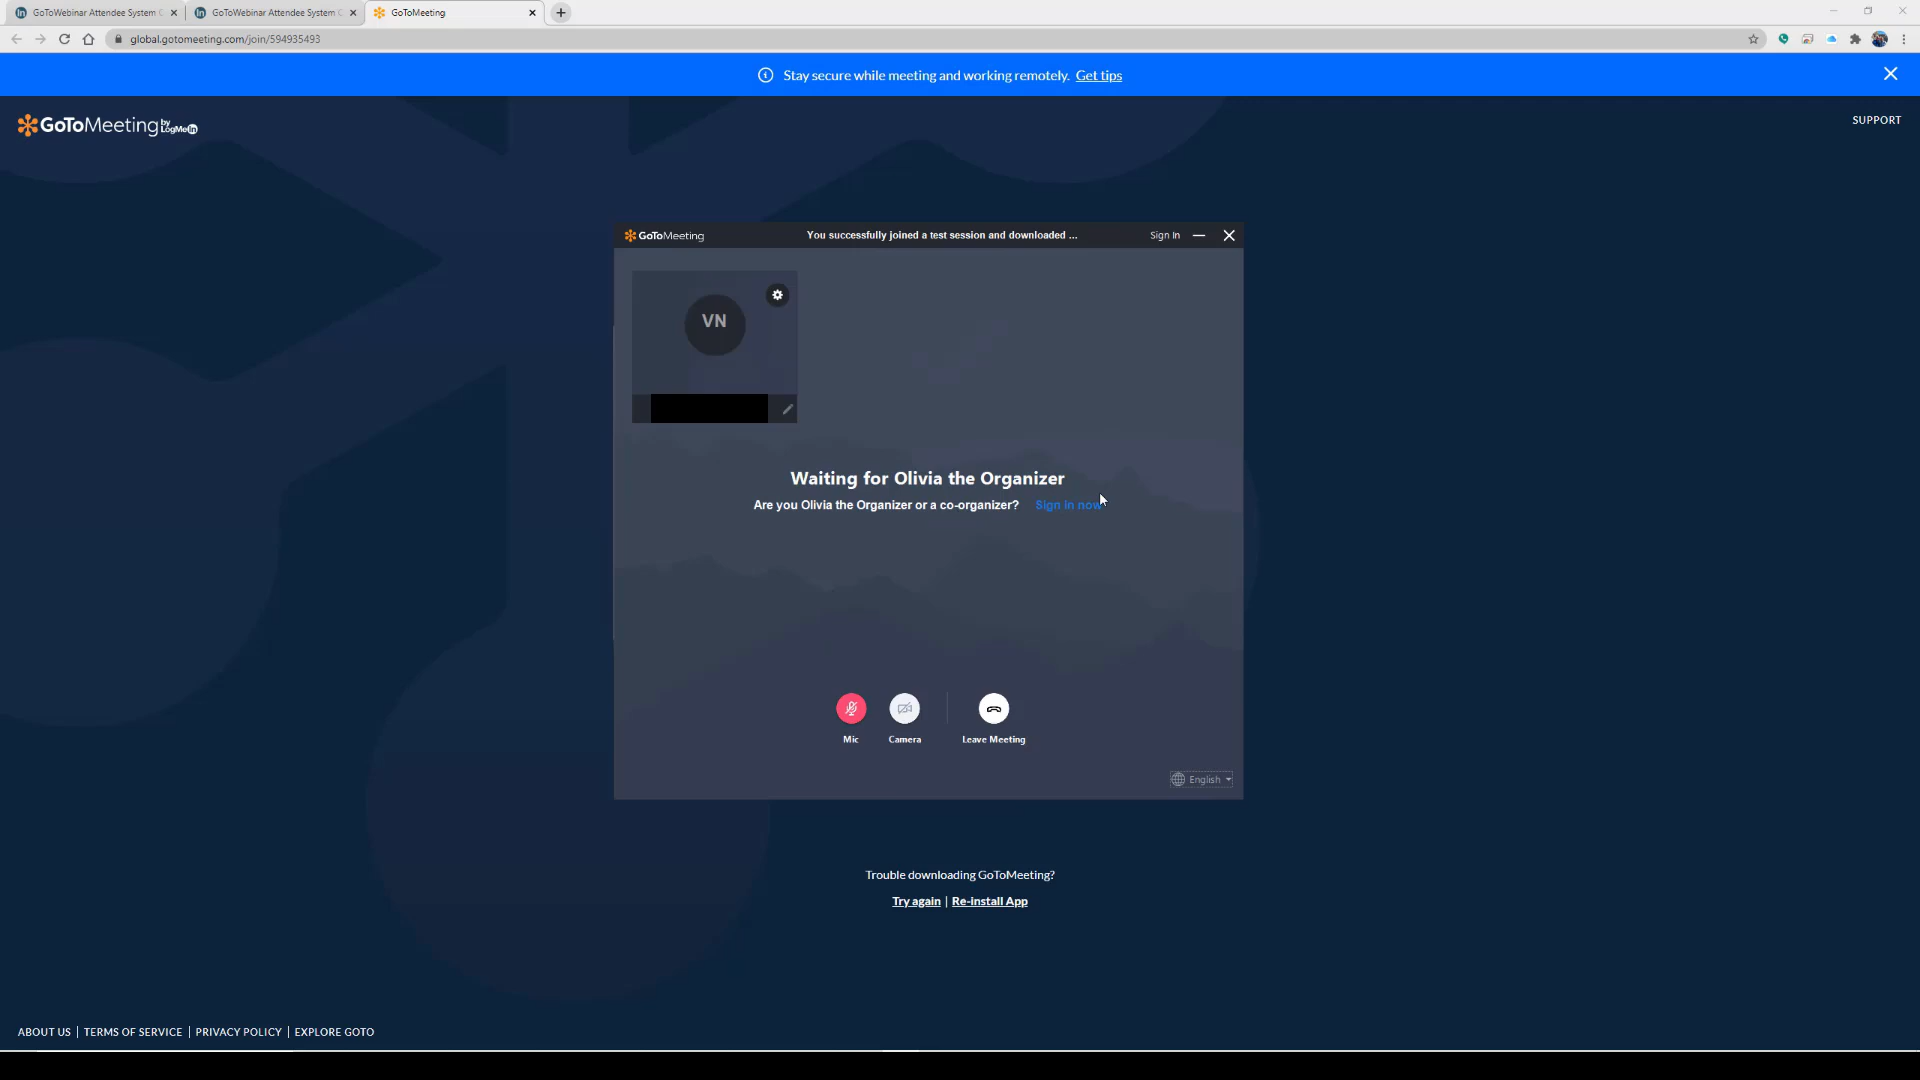 GoToWebinar Attendee System
GoToWebinar Attendee System
GoToMeeting
global.gotomeeting.com/join/594935493
Stay secure while meeting and working remotely. Get tips
GoToMeeting by LogMeIn
SUPPORT
GoToMeeting
You successfully joined a test session and downloaded ...
Sign In
VN
Waiting for Olivia the Organizer
Are you Olivia the Organizer or a co-organizer? Sign in now
Mic
Camera
Leave Meeting
English
Trouble downloading GoToMeeting?
Try again | Re-install App
ABOUT US | TERMS OF SERVICE | PRIVACY POLICY | EXPLORE GOTO